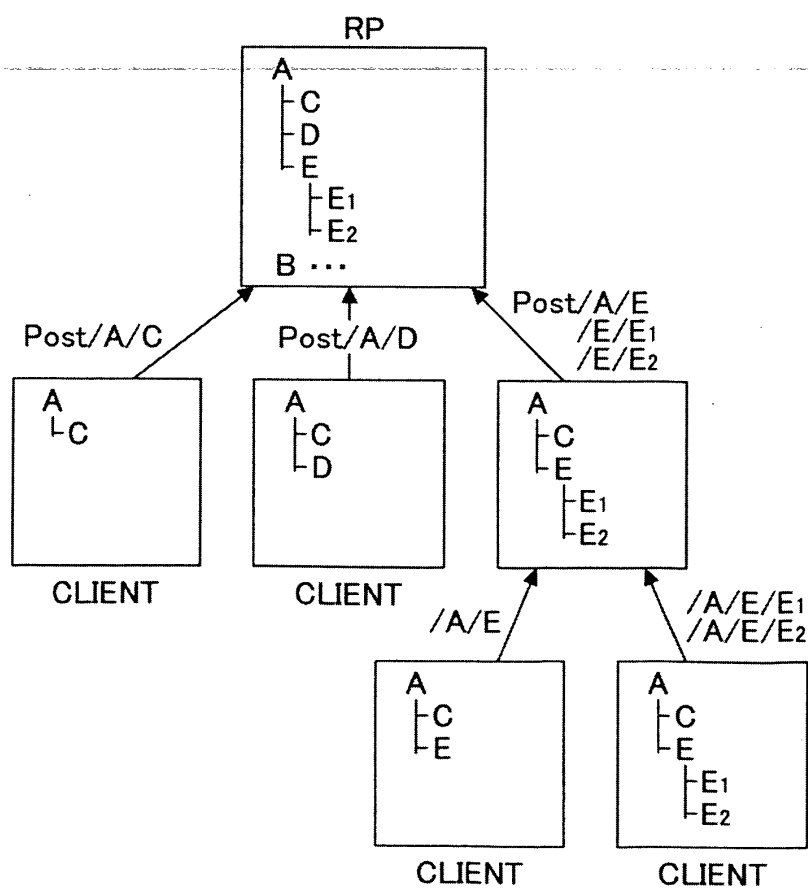 RP
A
C
D
E
E1
E2
B ···
Post/A/C
Post/A/D
Post/A/E
/E/E1
/E/E2
A
C
A
C
D
A
C
E
E1
E2
CLIENT
CLIENT
/A/E
/A/E/E1
/A/E/E2
A
C
E
A
C
E
E1
E2
CLIENT
CLIENT